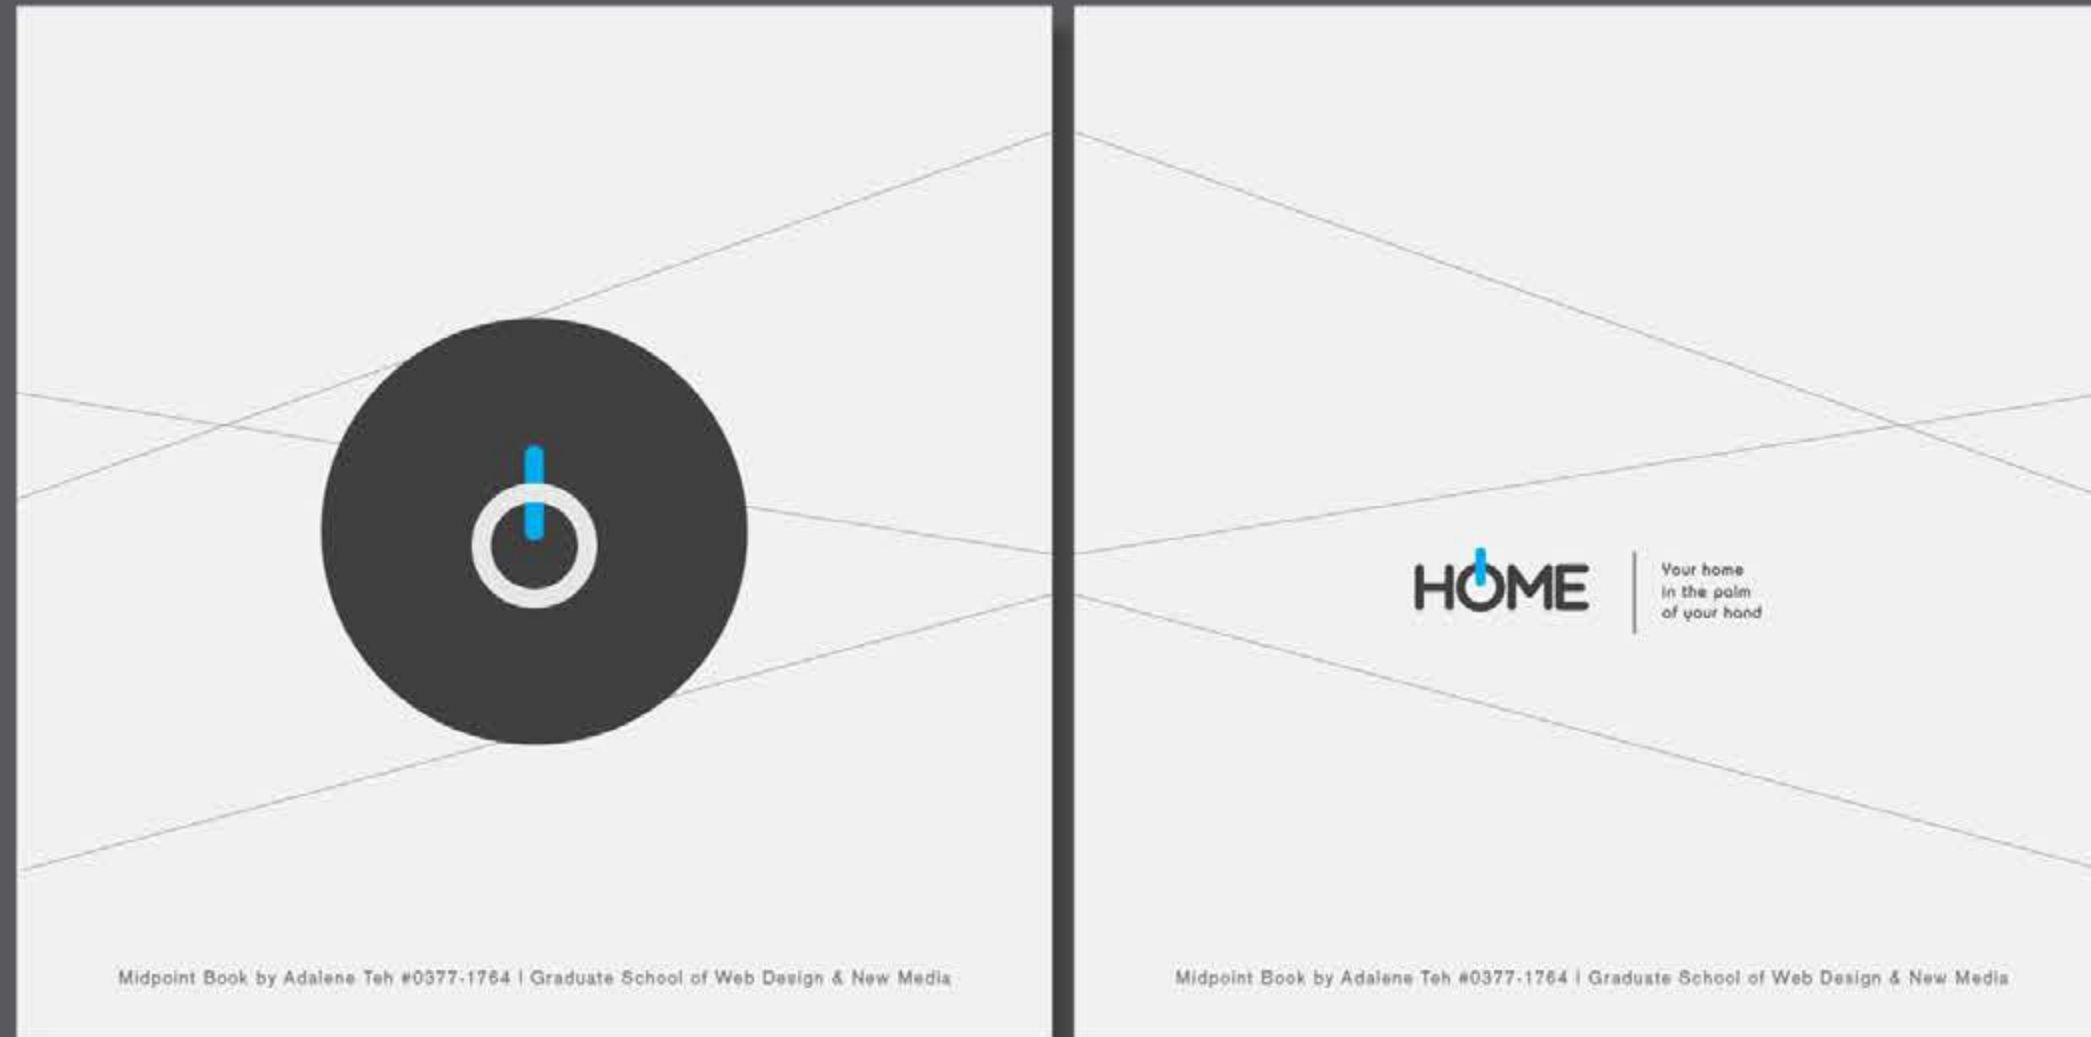 Midpoint Book by Adalene Teh #0377-1764 | Graduate School of Web Design & New Media
HOME
Your home
in the palm
of your hand
Midpoint Book by Adalene Teh #0377-1764 | Graduate School of Web Design & New Media